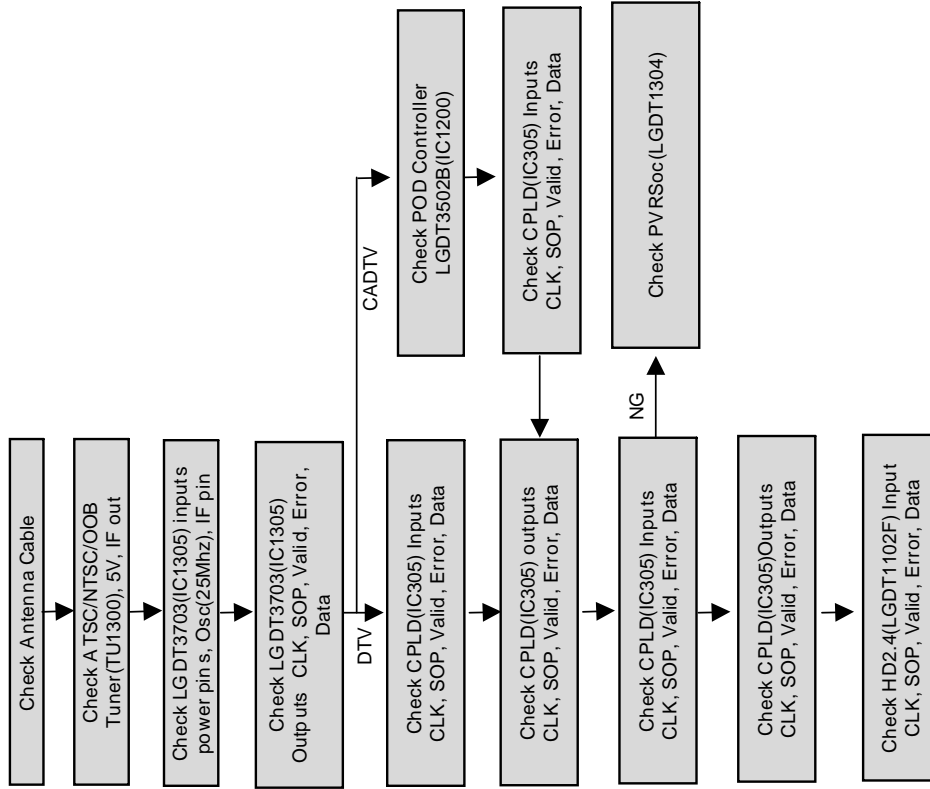 Check Antenna Cable
Check ATSC/NTSC/OOB
Tuner(TU1300), 5V, IF out
Check LGDT3703(IC1305) inputs
power pins, Osc(25Mhz), IF pin
Check LGDT3703(IC1305)
Outputs CLK, SOP, Valid, Error,
Data
DTV
CADTV
Check CPLD(IC305) Inputs
CLK, SOP, Valid, Error, Data
Check POD Controller
LGDT3502B(IC1200)
Check CPLD(IC305) outputs
CLK, SOP, Valid, Error, Data
Check CPLD(IC305) Inputs
CLK, SOP, Valid, Error, Data
Check CPLD(IC305) Inputs
CLK, SOP, Valid, Error, Data
NG
Check PVRSoc(LGDT1304)
Check CPLD(IC305)Outputs
CLK, SOP, Valid, Error, Data
Check HD2.4(LGDT1102F) Input
CLK, SOP, Valid, Error, Data